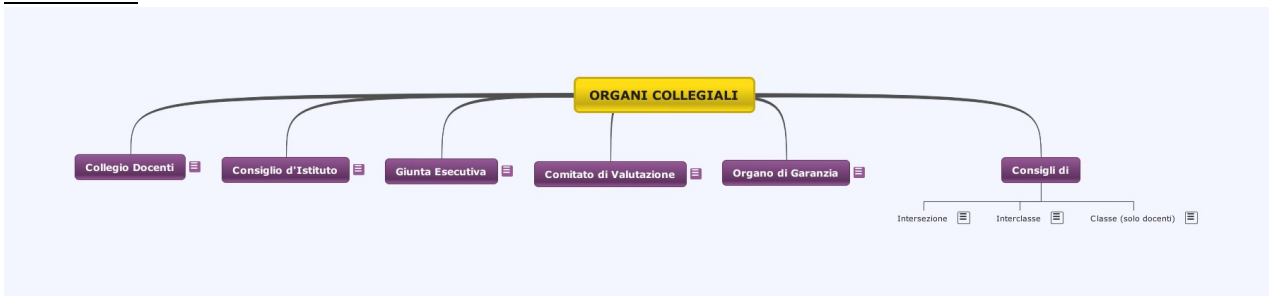 ORGANI COLLEGIALI
Collegio Docenti
Consiglio d'Istituto
Giunta Esecutiva
Comitato di Valutazione
Organo di Garanzia
Consigli di
Intersezione
Interclasse
Classe (solo docenti)